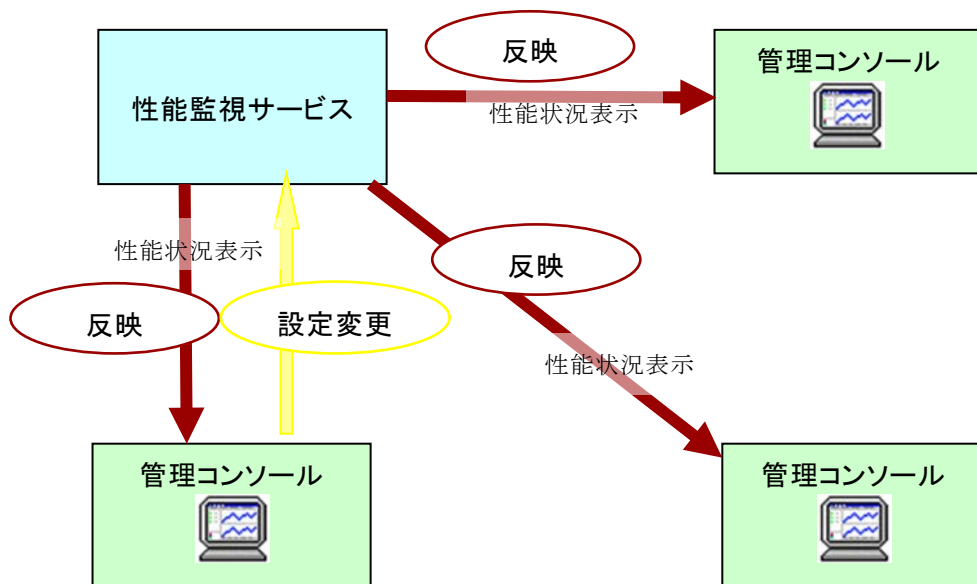 反映
管理コンソール
性能監視サービス
性能状況表示
性能状況表示
反映
反映
設定変更
性能状況表示
管理コンソール
管理コンソール